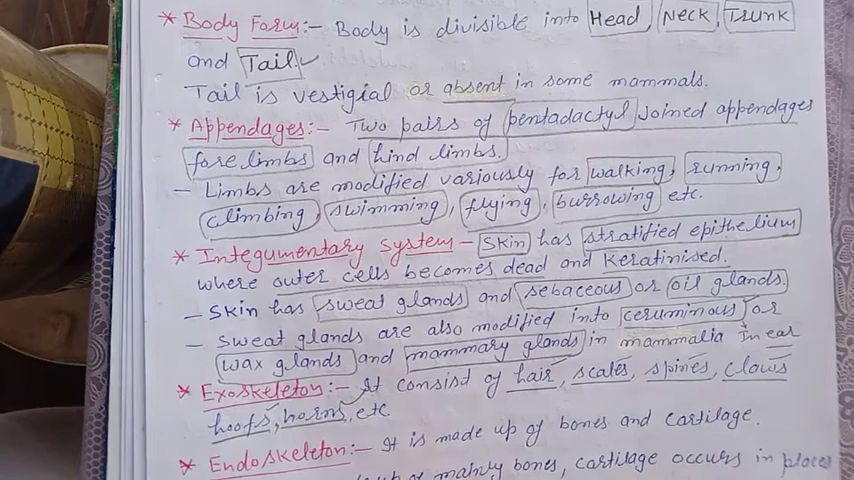 * Body Form:- Body is divisible into Head, Neck, Trunk
and Tail
Tail is vestigial or absent in some mammals.
* Appendages:- Two pairs of pentadactyl joined appendages
fore limbs and hind limbs.
- Limbs are modified variously for walking, running,
climbing, swimming, flying, burrowing etc.
* Integumentary system - Skin has stratified epithelium
where outer cells becomes dead and keratinised.
- Skin has sweat glands and sebaceous or oil glands.
- Sweat glands are also modified into ceruminous or
wax glands and mammary glands in mammalia In ear
* Exoskeleton:- It consist of hair, scales, spines, claws
hoofs, horns, etc.
* Endoskeleton:- It is made up of bones and cartilage.
of mainly bones, cartilage occurs in places